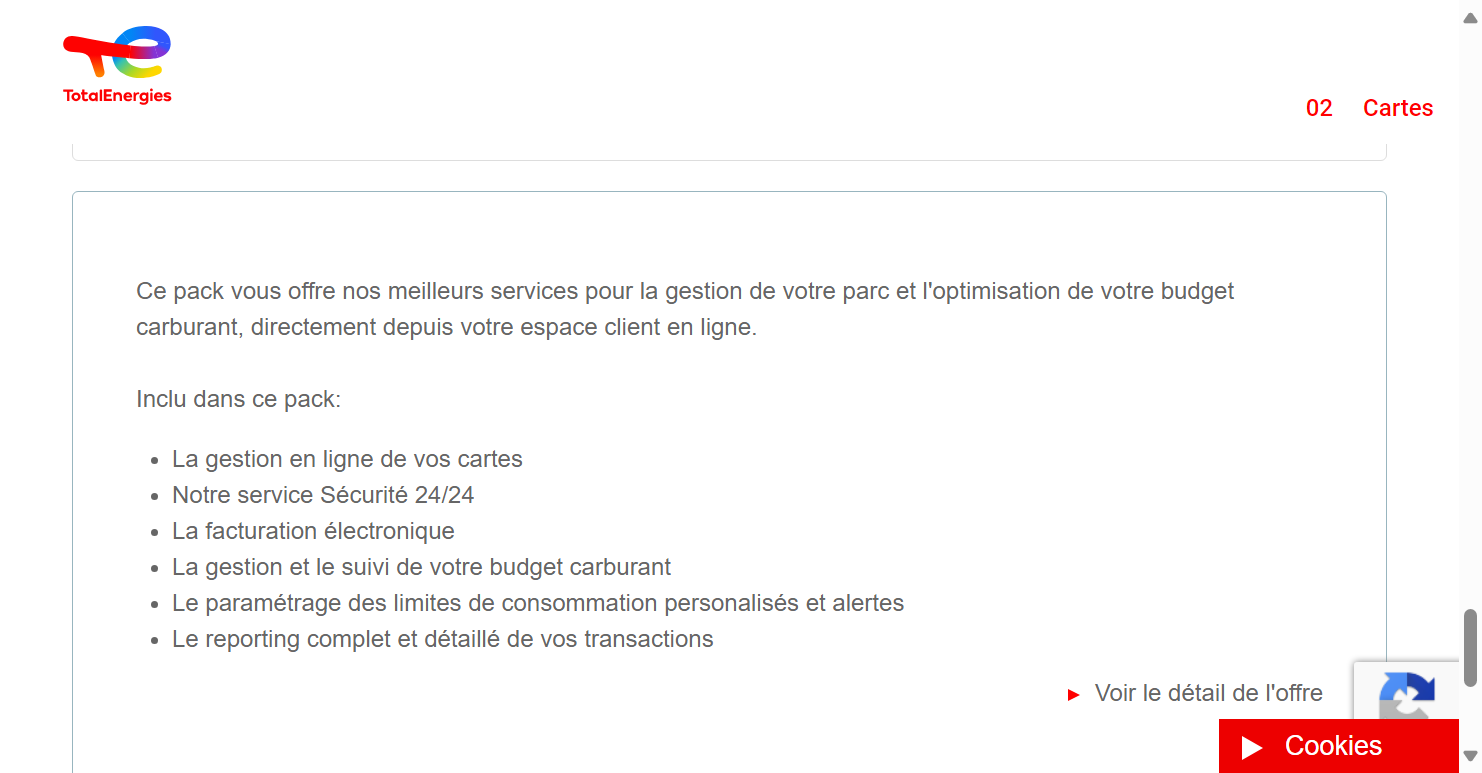 TotalEnergies
02 Cartes
Ce pack vous offre nos meilleurs services pour la gestion de votre parc et l'optimisation de votre budget
carburant, directement depuis votre espace client en ligne.
Inclu dans ce pack:
La gestion en ligne de vos cartes
Notre service Sécurité 24/24
La facturation électronique
La gestion et le suivi de votre budget carburant
Le paramétrage des limites de consommation personalisés et alertes
Le reporting complet et détaillé de vos transactions
Voir le détail de l'offre
Cookies